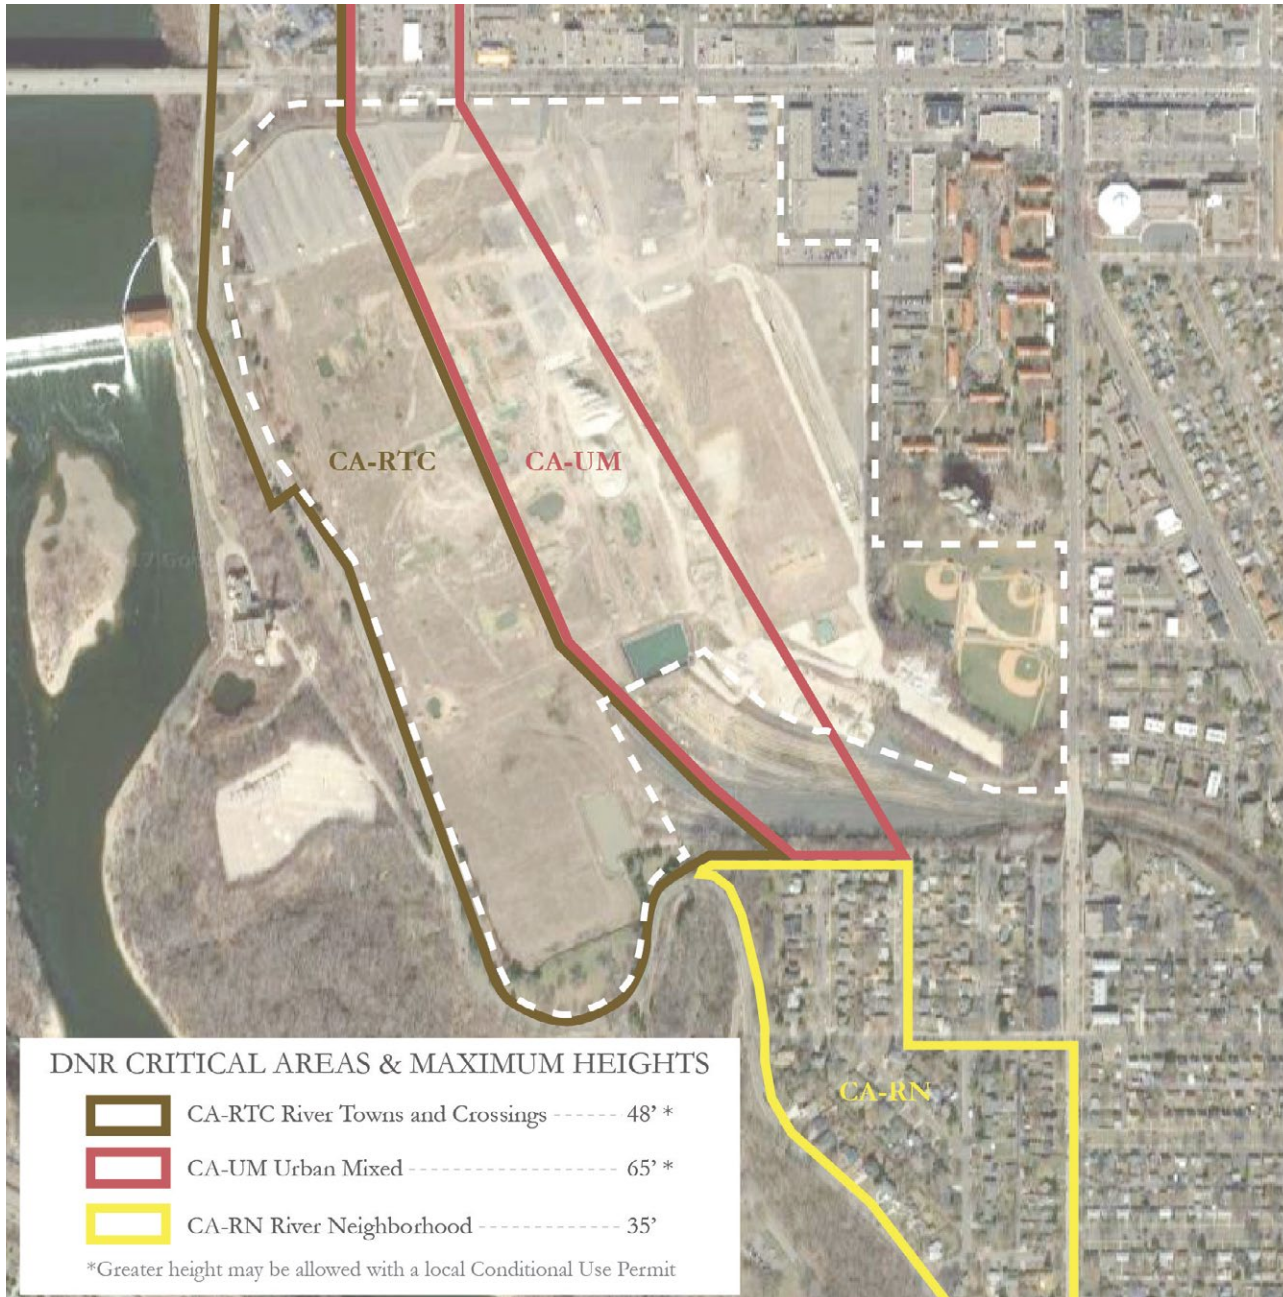 CA-RTC
CA-UM
CA-RN
DNR CRITICAL AREAS & MAXIMUM HEIGHTS
CA-RTC River Towns and Crossings ------ 48' *
CA-UM Urban Mixed ------------------ 65' *
CA-RN River Neighborhood ------------ 35'
*Greater height may be allowed with a local Conditional Use Permit